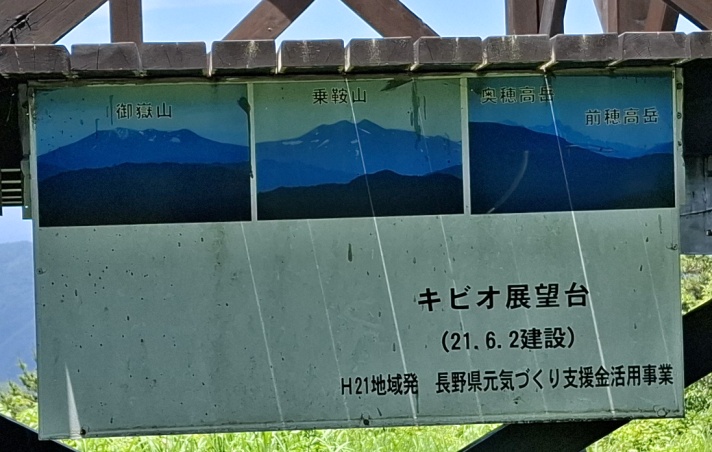 御嶽山
乗鞍山
奥穂高岳
前穂高岳
キビオ展望台
(21.6.2建設)
H21地域発 長野県元気づくり支援金活用事業